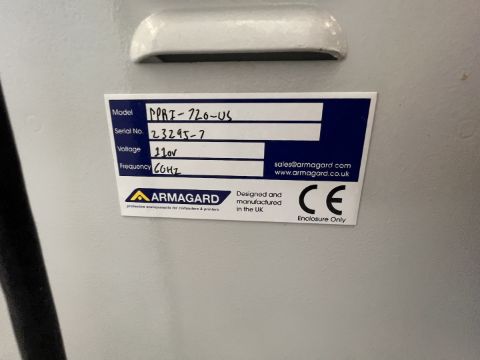 Model PPRI-720-US
Serial No. 23295-7
Voltage 110v
Frequency 60Hz
sales@armagard.com
www.armagard.co.uk
ARMAGARD
protective environments for computers & printers
Designed and
manufactured
in the UK
CE
Enclosure Only